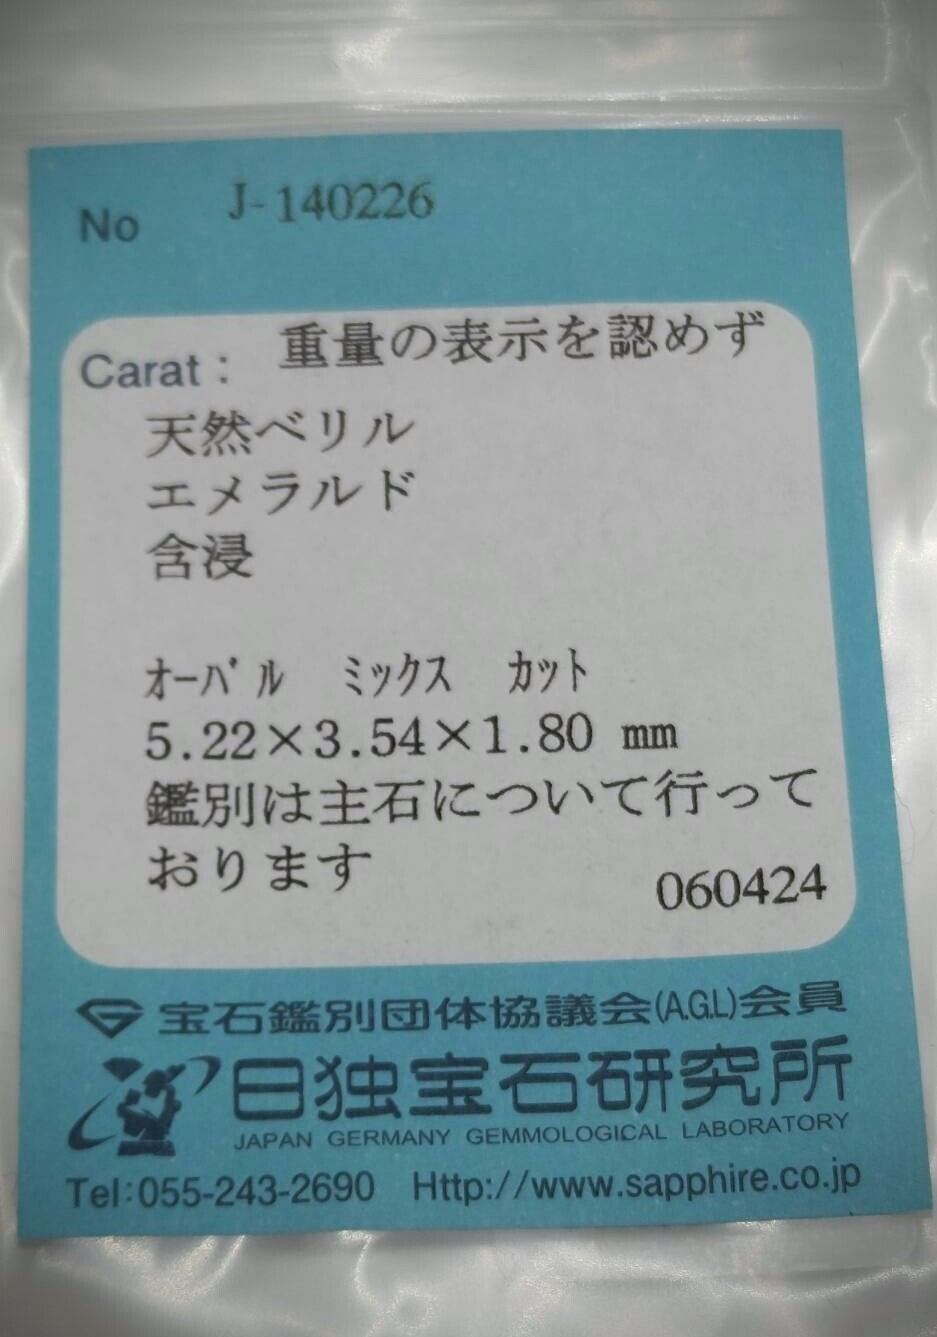 No J-140226
Carat: 重量の表示を認めず
天然ベリル
エメラルド
含浸
ｵｰﾊﾟﾙ ﾐｯｸｽ ｶｯﾄ
5.22×3.54×1.80 mm
鑑別は主石について行って
おります
060424
宝石鑑別団体協議会(A.G.L)会員
日独宝石研究所
JAPAN GERMANY GEMMOLOGICAL LABORATORY
Tel:055-243-2690 Http://www.sapphire.co.jp